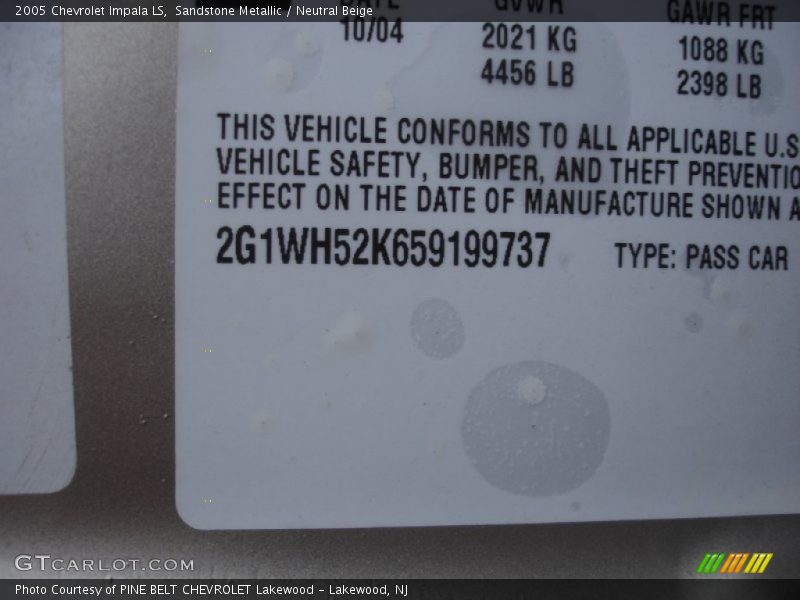 2005 Chevrolet Impala LS, Sandstone Metallic / Neutral Beige
DATE GVWR GAWR FRT
10/04 2021 KG 1088 KG
4456 LB 2398 LB
THIS VEHICLE CONFORMS TO ALL APPLICABLE U.S
VEHICLE SAFETY, BUMPER, AND THEFT PREVENTIO
EFFECT ON THE DATE OF MANUFACTURE SHOWN A
2G1WH52K659199737 TYPE: PASS CAR
GTCARLOT.COM
Photo Courtesy of PINE BELT CHEVROLET Lakewood - Lakewood, NJ